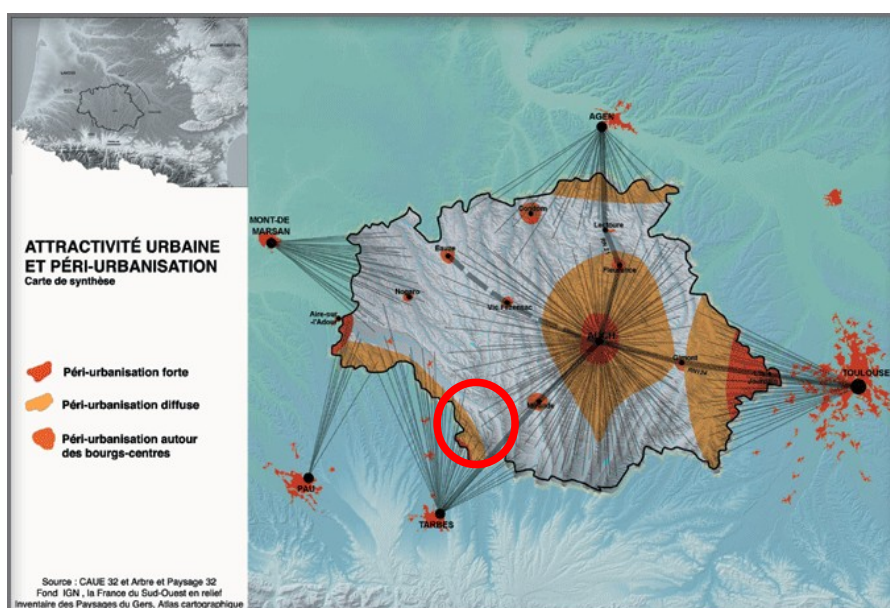 AGEN
MONT-DE
MARSAN
Condom
Lectoure
ATTRACTIVITÉ URBAINE
ET PÉRI-URBANISATION
Carte de synthèse
Eauze
Fleurance
Nogaro
Vic Fezensac
Aire-sur
-l'Adour
AUCH
Gimont
TOULOUSE
Péri-urbanisation forte
Péri-urbanisation diffuse
Péri-urbanisation autour
des bourgs-centres
Mirande
PAU
TARBES
Source : CAUE 32 et Arbre et Paysage 32
Fond IGN , la France du Sud-Ouest en relief
Inventaire des Paysages du Gers, Atlas cartographique